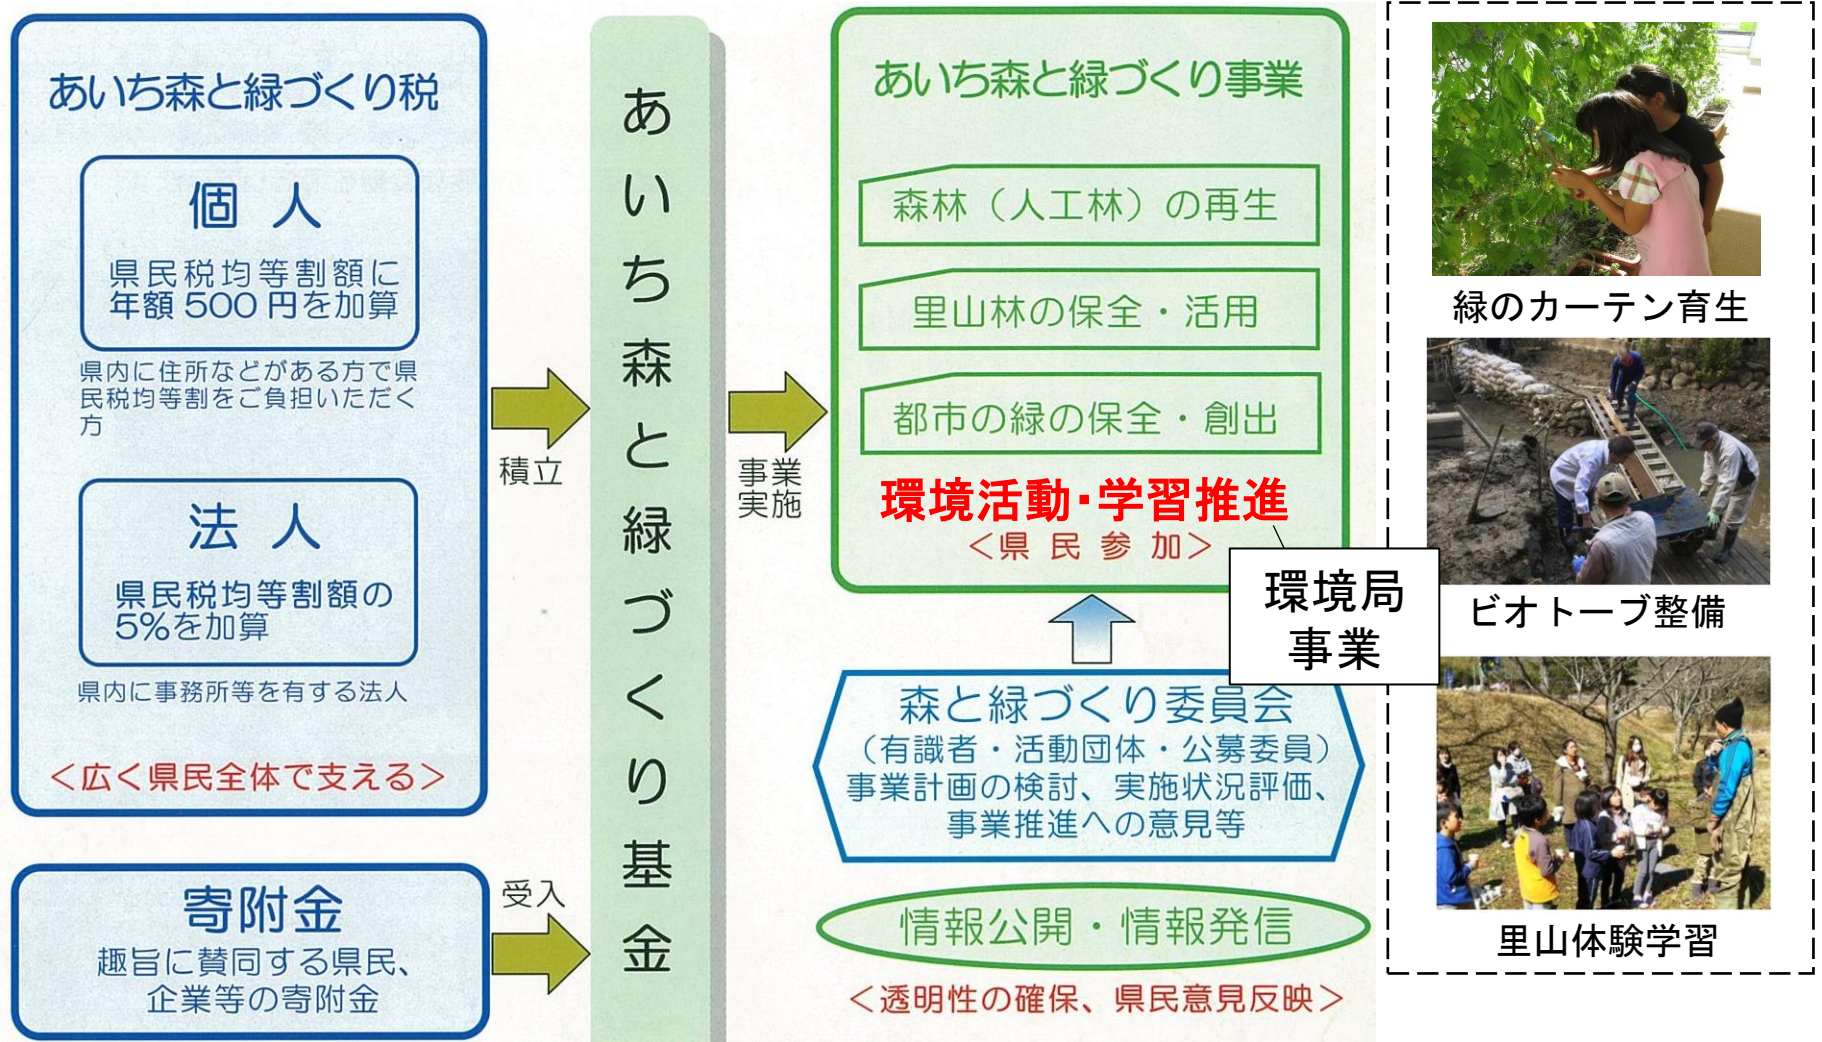 あいち森と緑づくり税
個人
県民税均等割額に
年額500円を加算
県内に住所などがある方で県
民税均等割をご負担いただく
方
法人
県民税均等割額の
5%を加算
県内に事務所等を有する法人
＜広く県民全体で支える＞
寄附金
趣旨に賛同する県民、
企業等の寄附金
積立
受入
あいち森と緑づくり基金
事業
実施
あいち森と緑づくり事業
森林（人工林）の再生
里山林の保全・活用
都市の緑の保全・創出
環境活動・学習推進
＜県民参加＞
環境局
事業
森と緑づくり委員会
（有識者・活動団体・公募委員）
事業計画の検討、実施状況評価、
事業推進への意見等
情報公開・情報発信
＜透明性の確保、県民意見反映＞
緑のカーテン育生
ビオトーブ整備
里山体験学習